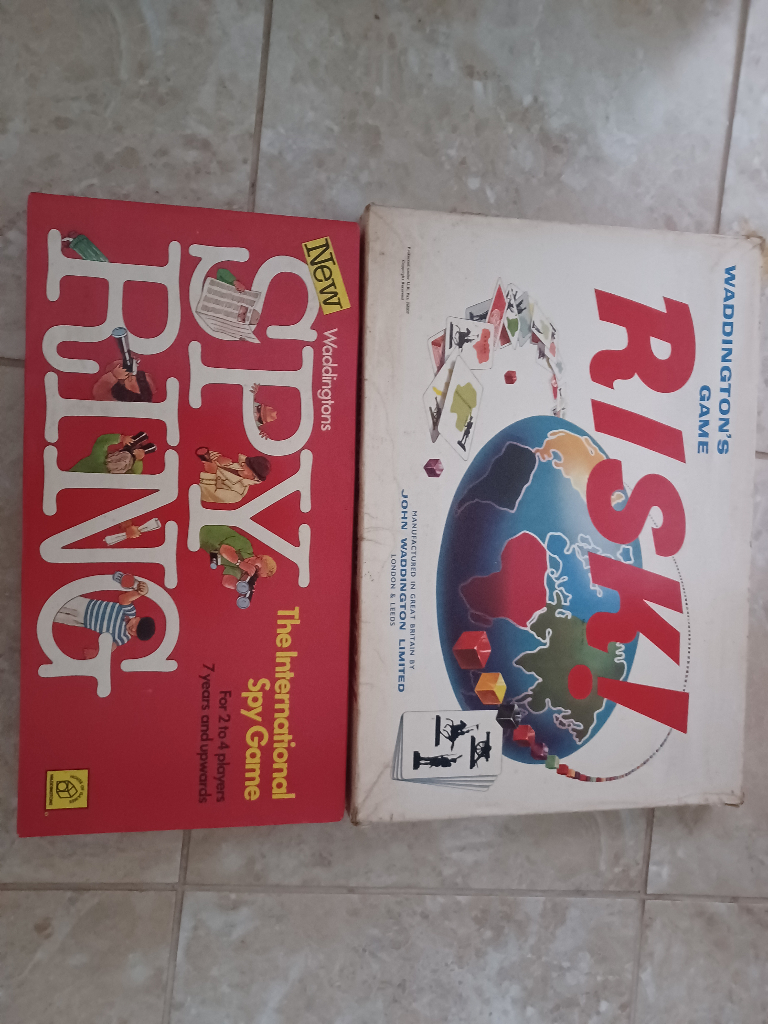 WADDINGTON'S
GAME
RISK!
MANUFACTURED IN GREAT BRITAIN BY
JOHN WADDINGTON LIMITED
LONDON & LEEDS
New
Waddingtons
SPY
RING
The International
Spy Game
For 2 to 4 players
7 years and upwards